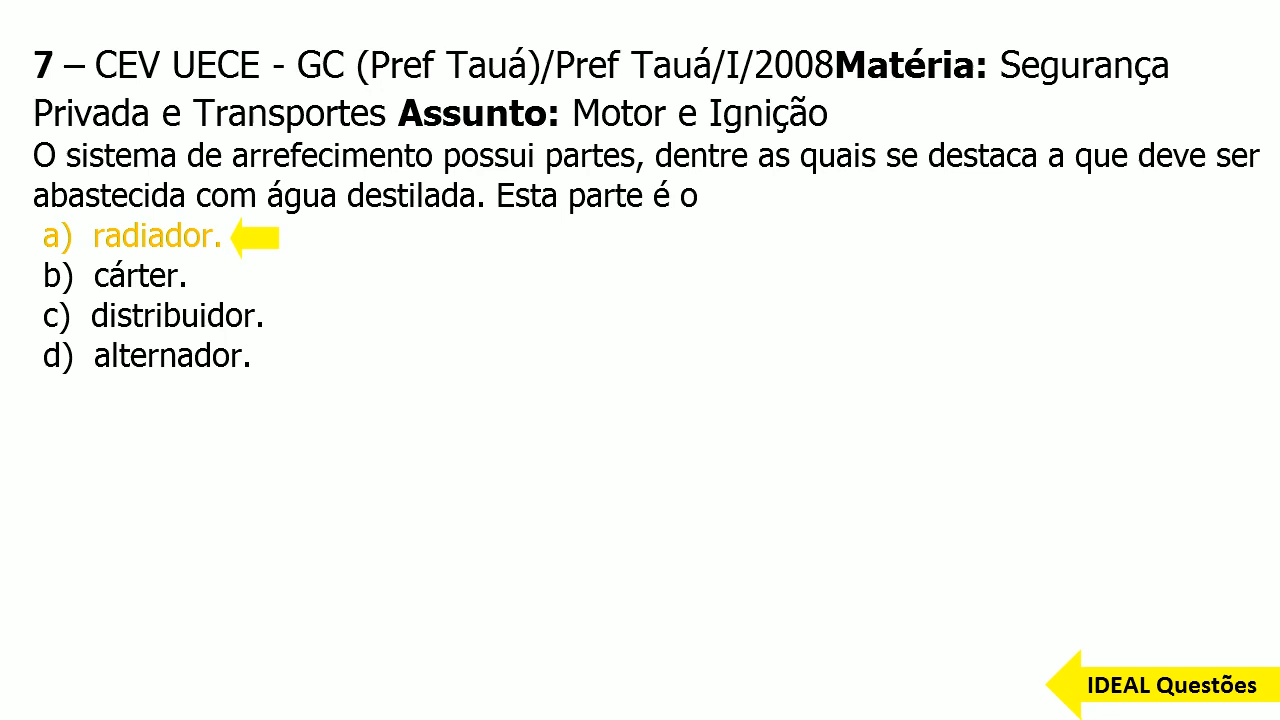 7 – CEV UECE - GC (Pref Tauá)/Pref Tauá/I/2008Matéria: Segurança
Privada e Transportes Assunto: Motor e Ignição
O sistema de arrefecimento possui partes, dentre as quais se destaca a que deve ser
abastecida com água destilada. Esta parte é o
a) radiador.
b) cárter.
c) distribuidor.
d) alternador.
IDEAL Questões